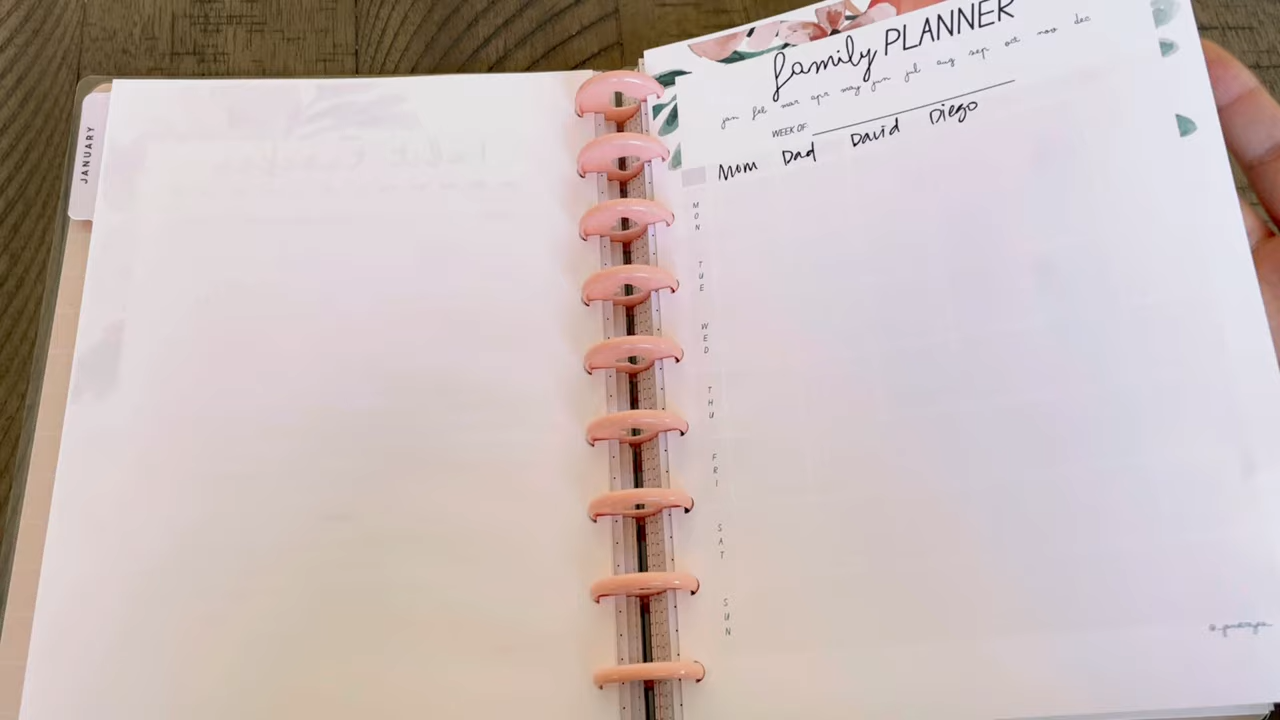 JANUARY
family PLANNER
jan feb mar apr may jun jul aug sep oct nov dec
WEEK OF:
Mom Dad David Diego
MON
TUE
WED
THU
FRI
SAT
SUN